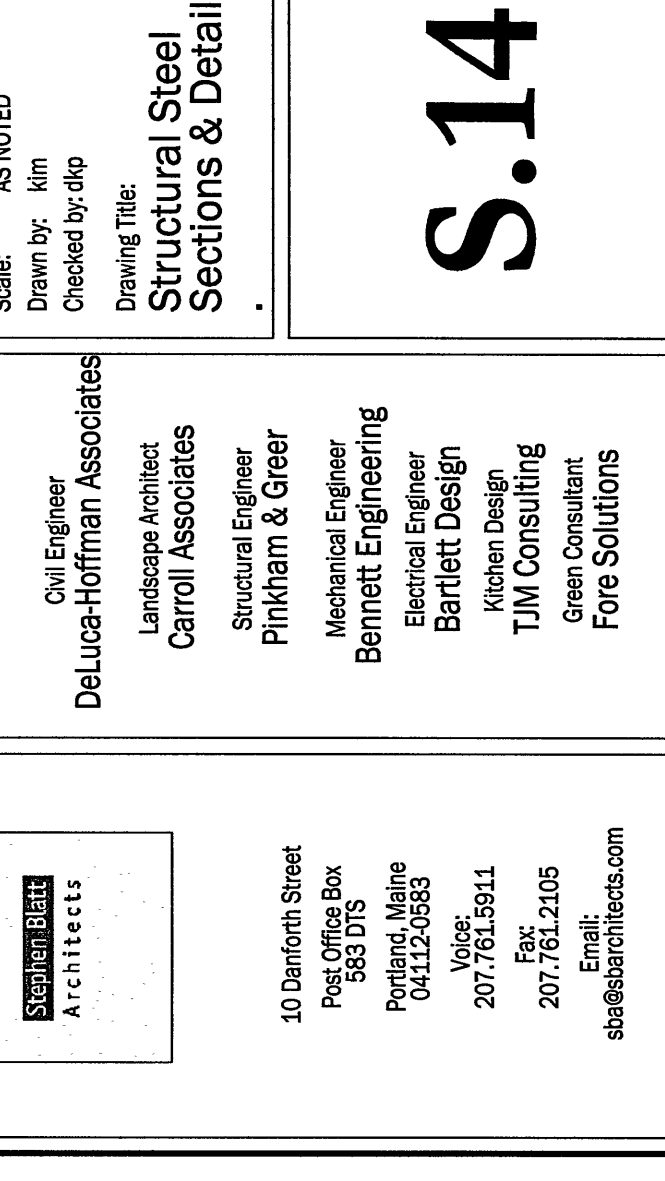 Stephen Blatt
Architects
10 Danforth Street
Post Office Box
583 DTS
Portland, Maine
04112-0583
Voice:
207.761.5911
Fax:
207.761.2105
Email:
sba@sbarchitects.com
Civil Engineer
DeLuca-Hoffman Associates
Landscape Architect
Carroll Associates
Structural Engineer
Pinkham & Greer
Mechanical Engineer
Bennett Engineering
Electrical Engineer
Bartlett Design
Kitchen Design
TJM Consulting
Green Consultant
Fore Solutions
Scale: AS NOTED
Drawn by: kim
Checked by: dkp
Drawing Title:
Structural Steel
Sections & Detail
S.14